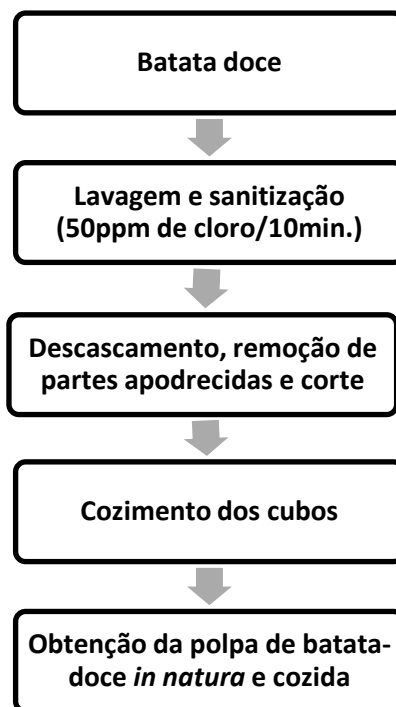 Batata doce
Lavagem e sanitização
(50ppm de cloro/10min.)
Descascamento, remoção de
partes apodrecidas e corte
Cozimento dos cubos
Obtenção da polpa de batata-
doce in natura e cozida